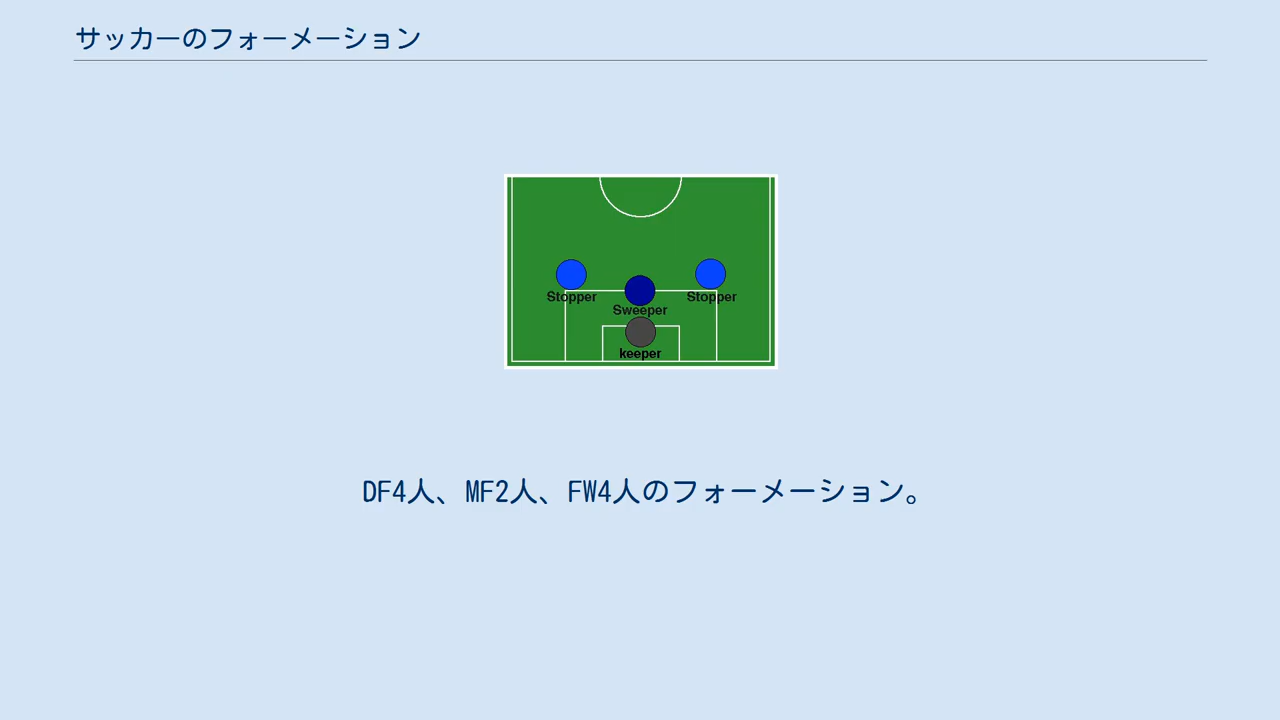 サッカーのフォーメーション
Stopper
Stopper
Sweeper
keeper
DF4人、MF2人、FW4人のフォーメーション。